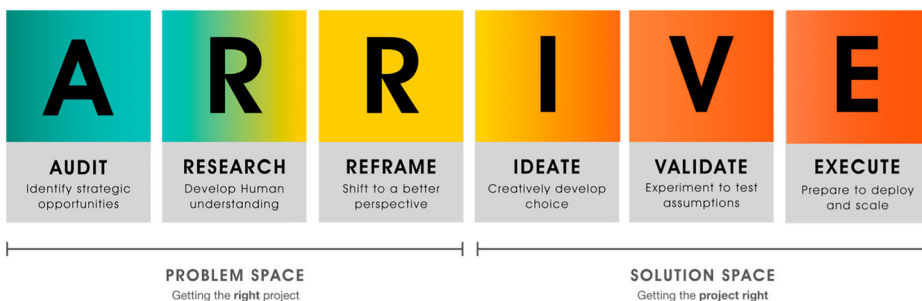 A R R I V E
AUDIT
Identify strategic
opportunities
RESEARCH
Develop Human
understanding
REFRAME
Shift to a better
perspective
IDEATE
Creatively develop
choice
VALIDATE
Experiment to test
assumptions
EXECUTE
Prepare to deploy
and scale
PROBLEM SPACE
Getting the right project
SOLUTION SPACE
Getting the project right